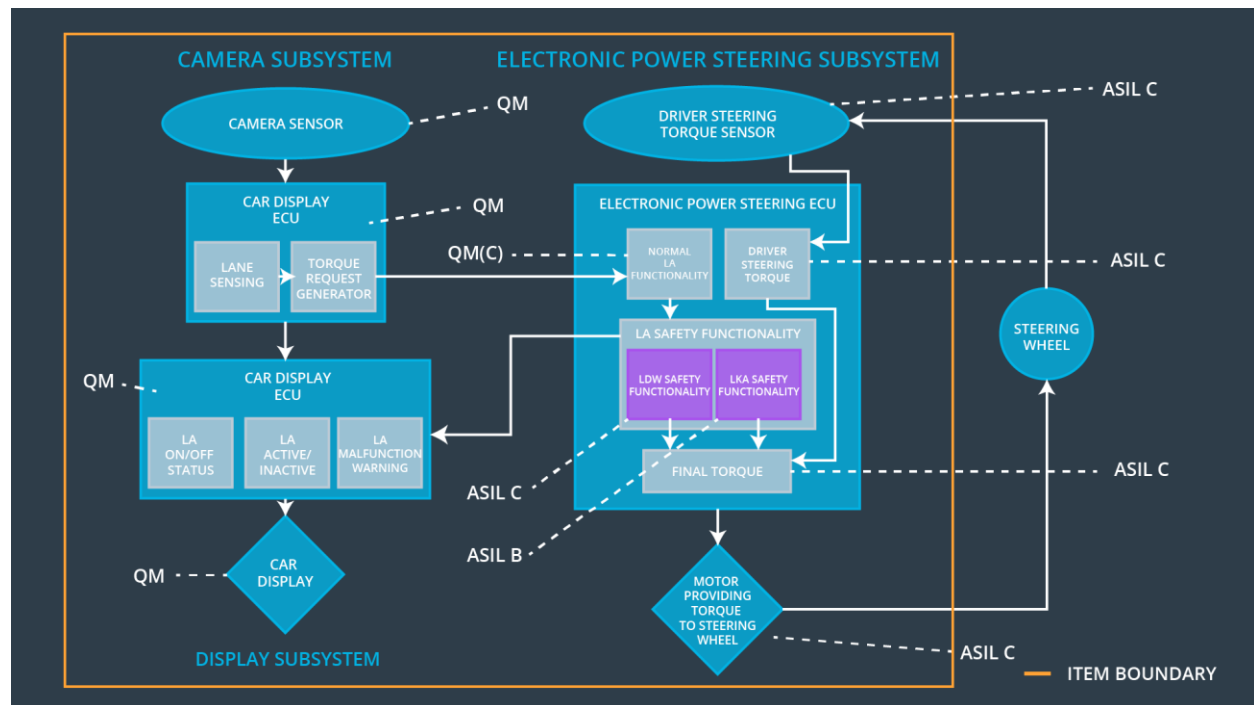 CAMERA SUBSYSTEM
ELECTRONIC POWER STEERING SUBSYSTEM
CAMERA SENSOR
QM
DRIVER STEERING
TORQUE SENSOR
ASIL C
CAR DISPLAY
ECU
QM
LANE
SENSING
TORQUE
REQUEST
GENERATOR
ELECTRONIC POWER STEERING ECU
QM(C)
NORMAL
LA
FUNCTIONALITY
DRIVER
STEERING
TORQUE
ASIL C
LA SAFETY FUNCTIONALITY
LDW SAFETY
FUNCTIONALITY
LKA SAFETY
FUNCTIONALITY
STEERING
WHEEL
CAR DISPLAY
ECU
QM
LA
ON/OFF
STATUS
LA
ACTIVE/
INACTIVE
LA
MALFUNCTION
WARNING
FINAL TORQUE
ASIL C
ASIL C
ASIL B
QM
CAR
DISPLAY
MOTOR
PROVIDING
TORQUE
TO STEERING
WHEEL
ASIL C
DISPLAY SUBSYSTEM
ITEM BOUNDARY